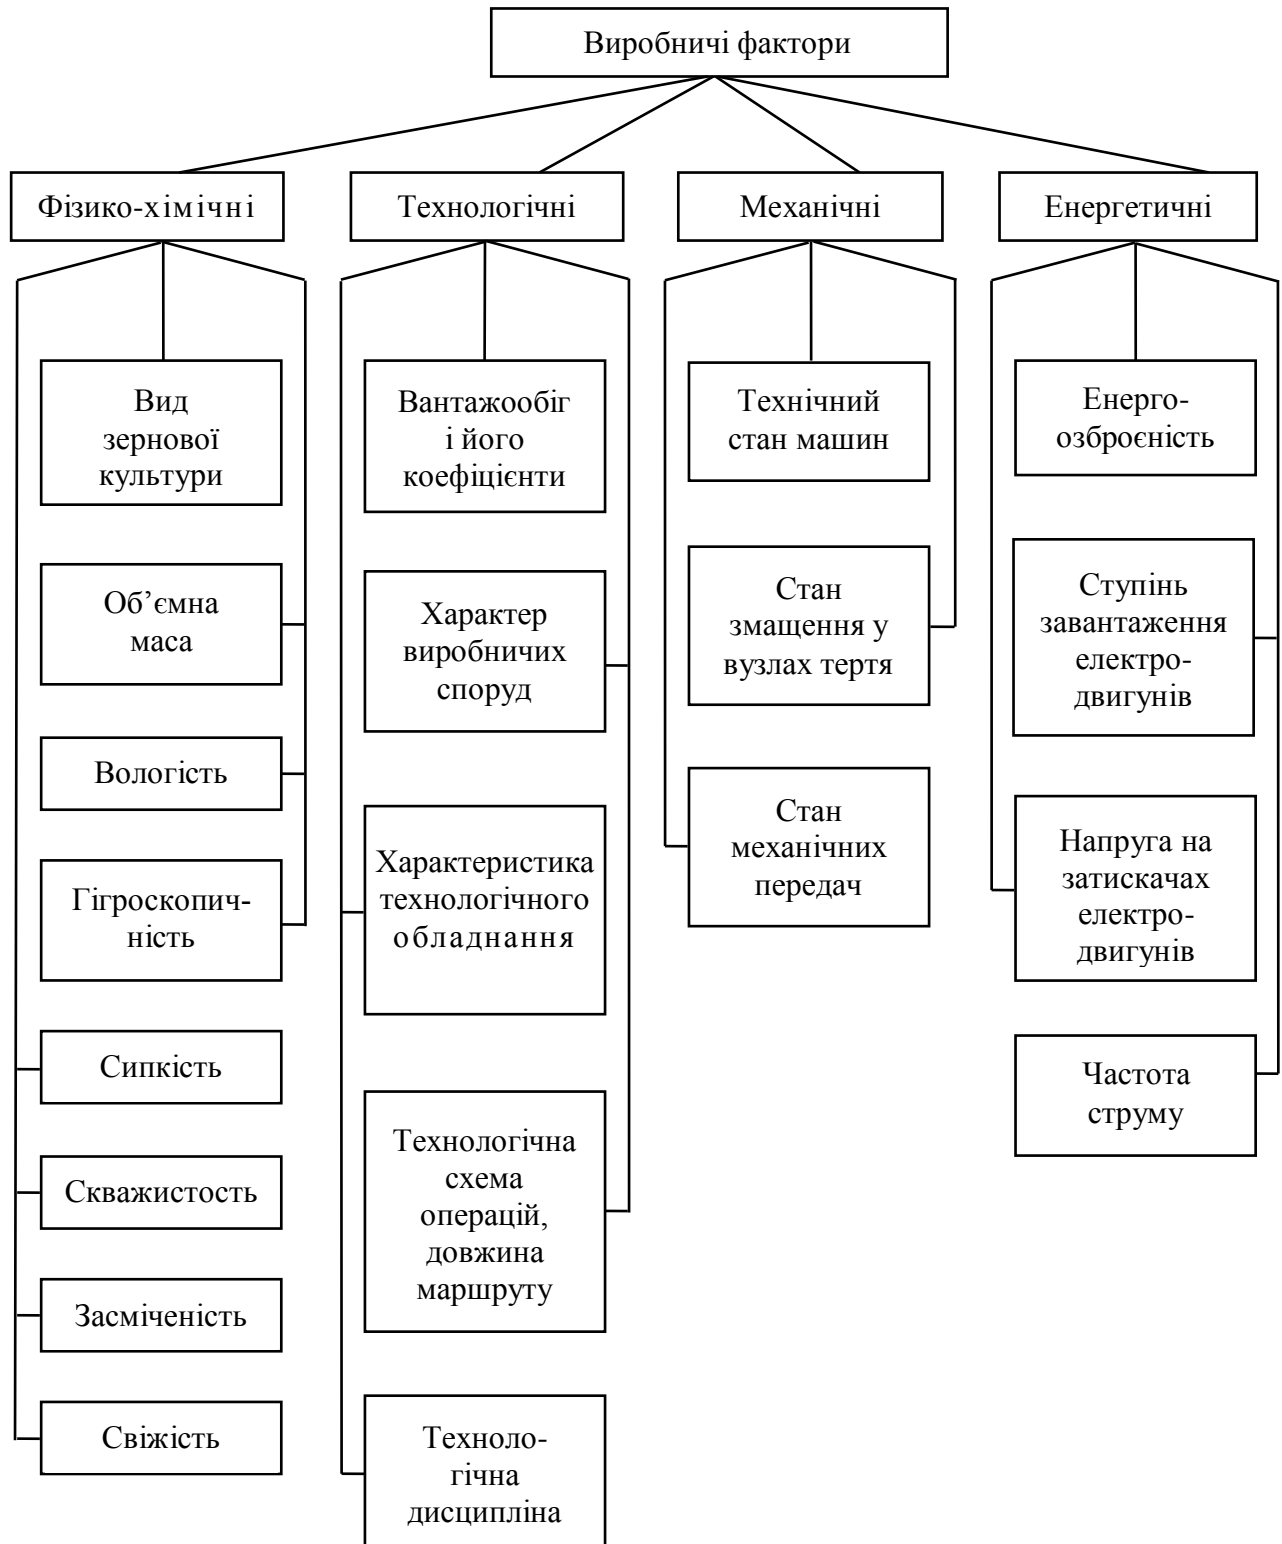 Виробничі фактори
Фізико-хімічні
Технологічні
Механічні
Енергетичні
Вид
зернової
культури
Об’ємна
маса
Вологість
Гігроскопич-
ність
Сипкість
Скважистость
Засміченість
Свіжість
Вантажообіг
і його
коефіцієнти
Характер
виробничих
споруд
Характеристика
технологічного
обладнання
Технологічна
схема
операцій,
довжина
маршруту
Техноло-
гічна
дисципліна
Технічний
стан машин
Стан
змащення у
вузлах тертя
Стан
механічних
передач
Енерго-
озброєність
Ступінь
завантаження
електро-
двигунів
Напруга на
затискачах
електро-
двигунів
Частота
струму